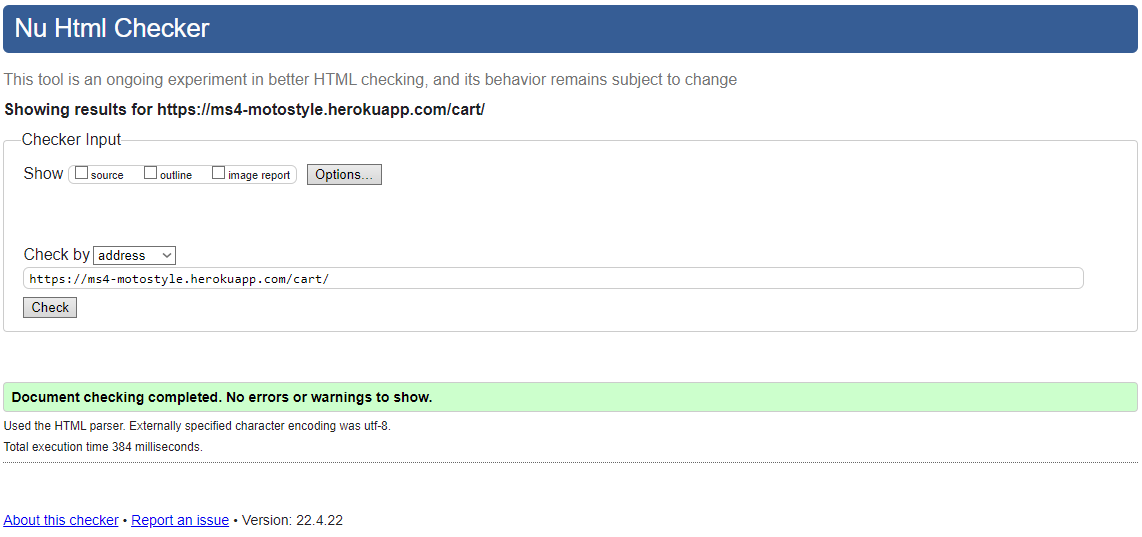 Nu Html Checker
This tool is an ongoing experiment in better HTML checking, and its behavior remains subject to change
Showing results for https://ms4-motostyle.herokuapp.com/cart/
Checker Input
Show source outline image report Options...
Check by address
https://ms4-motostyle.herokuapp.com/cart/
Check
Document checking completed. No errors or warnings to show.
Used the HTML parser. Externally specified character encoding was utf-8.
Total execution time 384 milliseconds.
About this checker • Report an issue • Version: 22.4.22